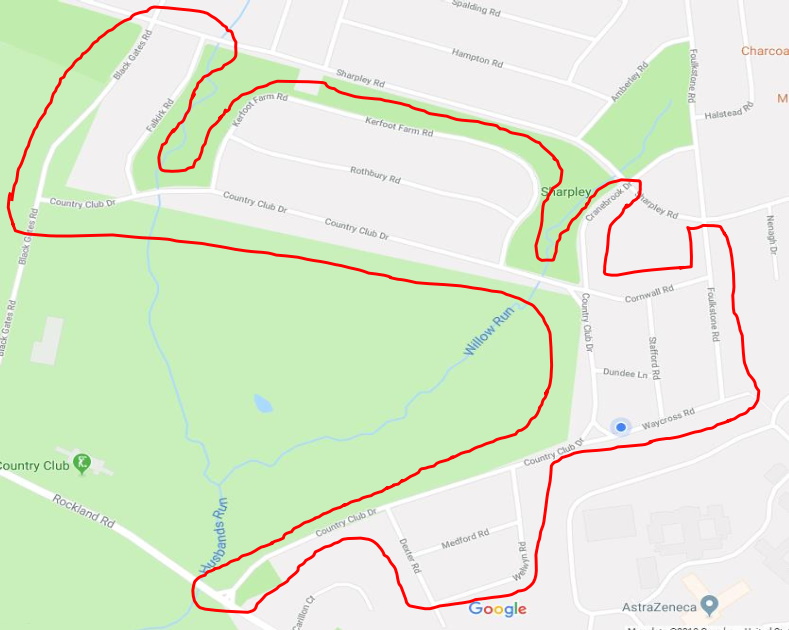 Spalding Rd
Black Gates Rd
Hampton Rd
Charcoa
Sharpley Rd
Amberley Rd
Foulkstone Rd
M
Falkirk Rd
Kerfoot Farm Rd
Kerfoot Farm Rd
Halstead Rd
Rothbury Rd
Sharpley
Cranebrook Dr
Sharpley Rd
Country Club Dr
Country Club Dr
Country Club Dr
Black Gates Rd
Nenagh Dr
Cornwall Rd
Black Gates Rd
Willow Run
Country Club Dr
Stafford Rd
Foulkstone Rd
Dundee Ln
Waycross Rd
Country Club
Country Club Dr
Rockland Rd
Husbands Run
Country Club Dr
Dexter Rd
Medford Rd
Welwyn Rd
Carillon Ct
Google
AstraZeneca